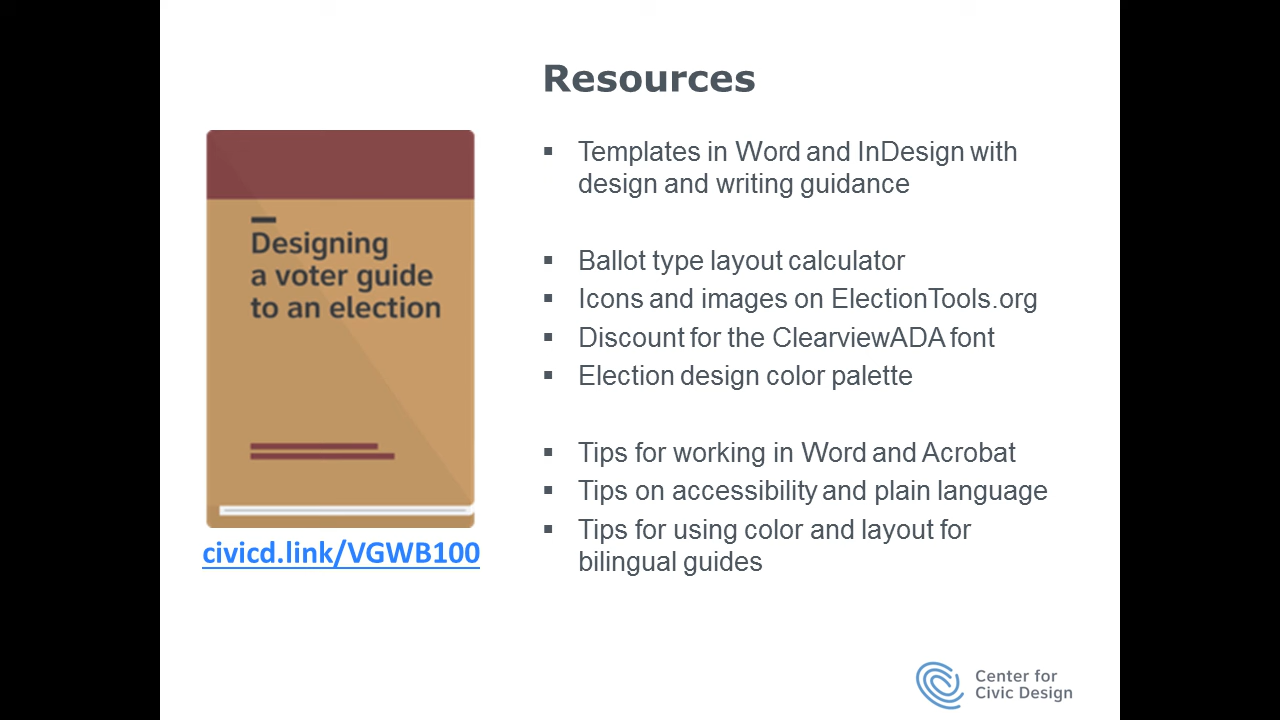 Resources
Designing
a voter guide
to an election
civicd.link/VGWB100
Templates in Word and InDesign with
design and writing guidance
Ballot type layout calculator
Icons and images on ElectionTools.org
Discount for the ClearviewADA font
Election design color palette
Tips for working in Word and Acrobat
Tips on accessibility and plain language
Tips for using color and layout for
bilingual guides
Center for
Civic Design